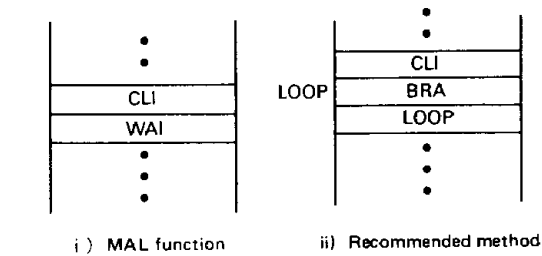 CLI
WAI
i ) MAL function
CLI
LOOP BRA
LOOP
ii) Recommended method